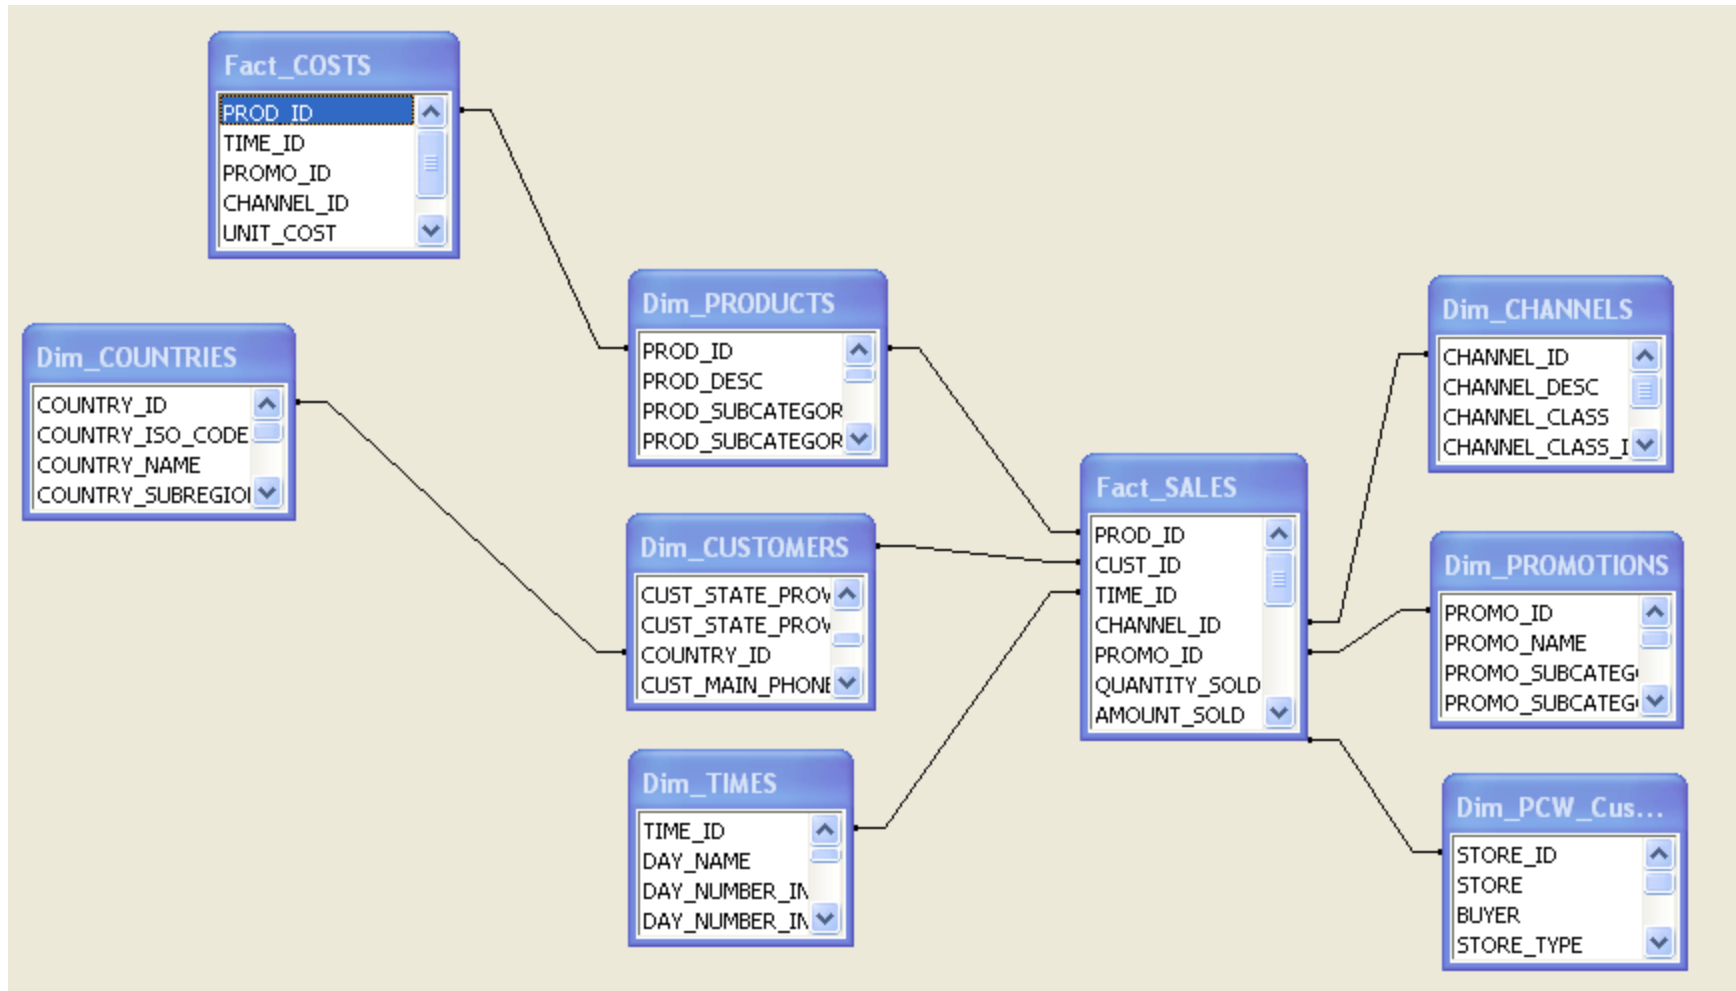 Fact_COSTS
PROD_ID
TIME_ID
PROMO_ID
CHANNEL_ID
UNIT_COST
Dim_COUNTRIES
COUNTRY_ID
COUNTRY_ISO_CODE
COUNTRY_NAME
COUNTRY_SUBREGIO
Dim_PRODUCTS
PROD_ID
PROD_DESC
PROD_SUBCATEGOR
PROD_SUBCATEGOR
Dim_CUSTOMERS
CUST_STATE_PROV
CUST_STATE_PROV
COUNTRY_ID
CUST_MAIN_PHONE
Dim_TIMES
TIME_ID
DAY_NAME
DAY_NUMBER_IN
DAY_NUMBER_IN
Fact_SALES
PROD_ID
CUST_ID
TIME_ID
CHANNEL_ID
PROMO_ID
QUANTITY_SOLD
AMOUNT_SOLD
Dim_CHANNELS
CHANNEL_ID
CHANNEL_DESC
CHANNEL_CLASS
CHANNEL_CLASS_I
Dim_PROMOTIONS
PROMO_ID
PROMO_NAME
PROMO_SUBCATEG
PROMO_SUBCATEG
Dim_PCW_Cus...
STORE_ID
STORE
BUYER
STORE_TYPE